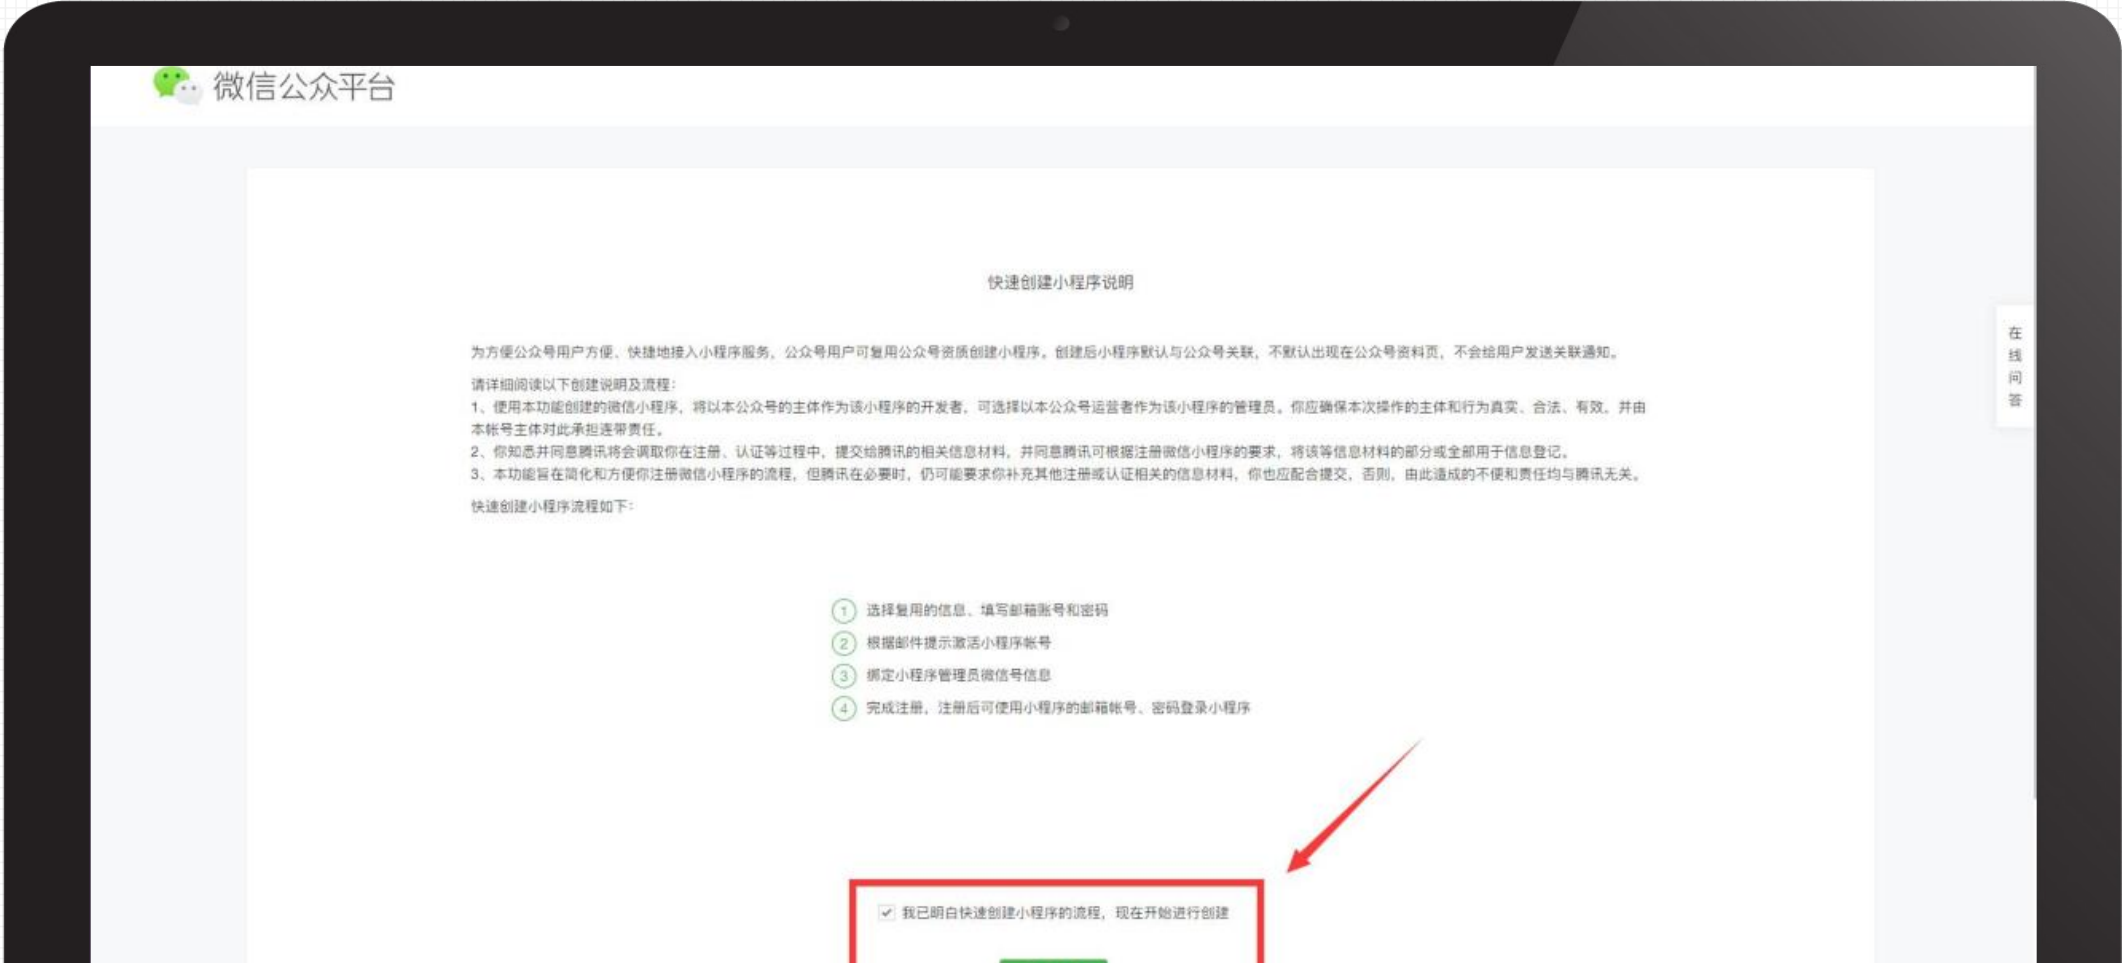 微信公众平台
快速创建小程序说明
为方便公众号用户方便、快捷地接入小程序服务，公众号用户可复用公众号资质创建小程序。创建后小程序默认与公众号关联，不默认出现在公众号资料页，不会给用户发送关联通知。
请详细阅读以下创建说明及流程：
1、使用本功能创建的微信小程序，将以本公众号的主体作为该小程序的开发者，可选择以本公众号运营者作为该小程序的管理员。你应确保本次操作的主体和行为真实、合法、有效，并由
本帐号主体对此承担连带责任。
2、你知悉并同意腾讯将会调取你在注册、认证等过程中，提交给腾讯的相关信息材料，并同意腾讯可根据注册微信小程序的要求，将该等信息材料的部分或全部用于信息登记。
3、本功能旨在简化和方便你注册微信小程序的流程，但腾讯在必要时，仍可能要求你补充其他注册或认证相关的信息材料，你也应配合提交，否则，由此造成的不便和责任均与腾讯无关。
快速创建小程序流程如下：
1 选择复用的信息、填写邮箱账号和密码
2 根据邮件提示激活小程序帐号
3 绑定小程序管理员微信号信息
4 完成注册，注册后可使用小程序的邮箱帐号、密码登录小程序
我已明白快速创建小程序的流程，现在开始进行创建
在线问答